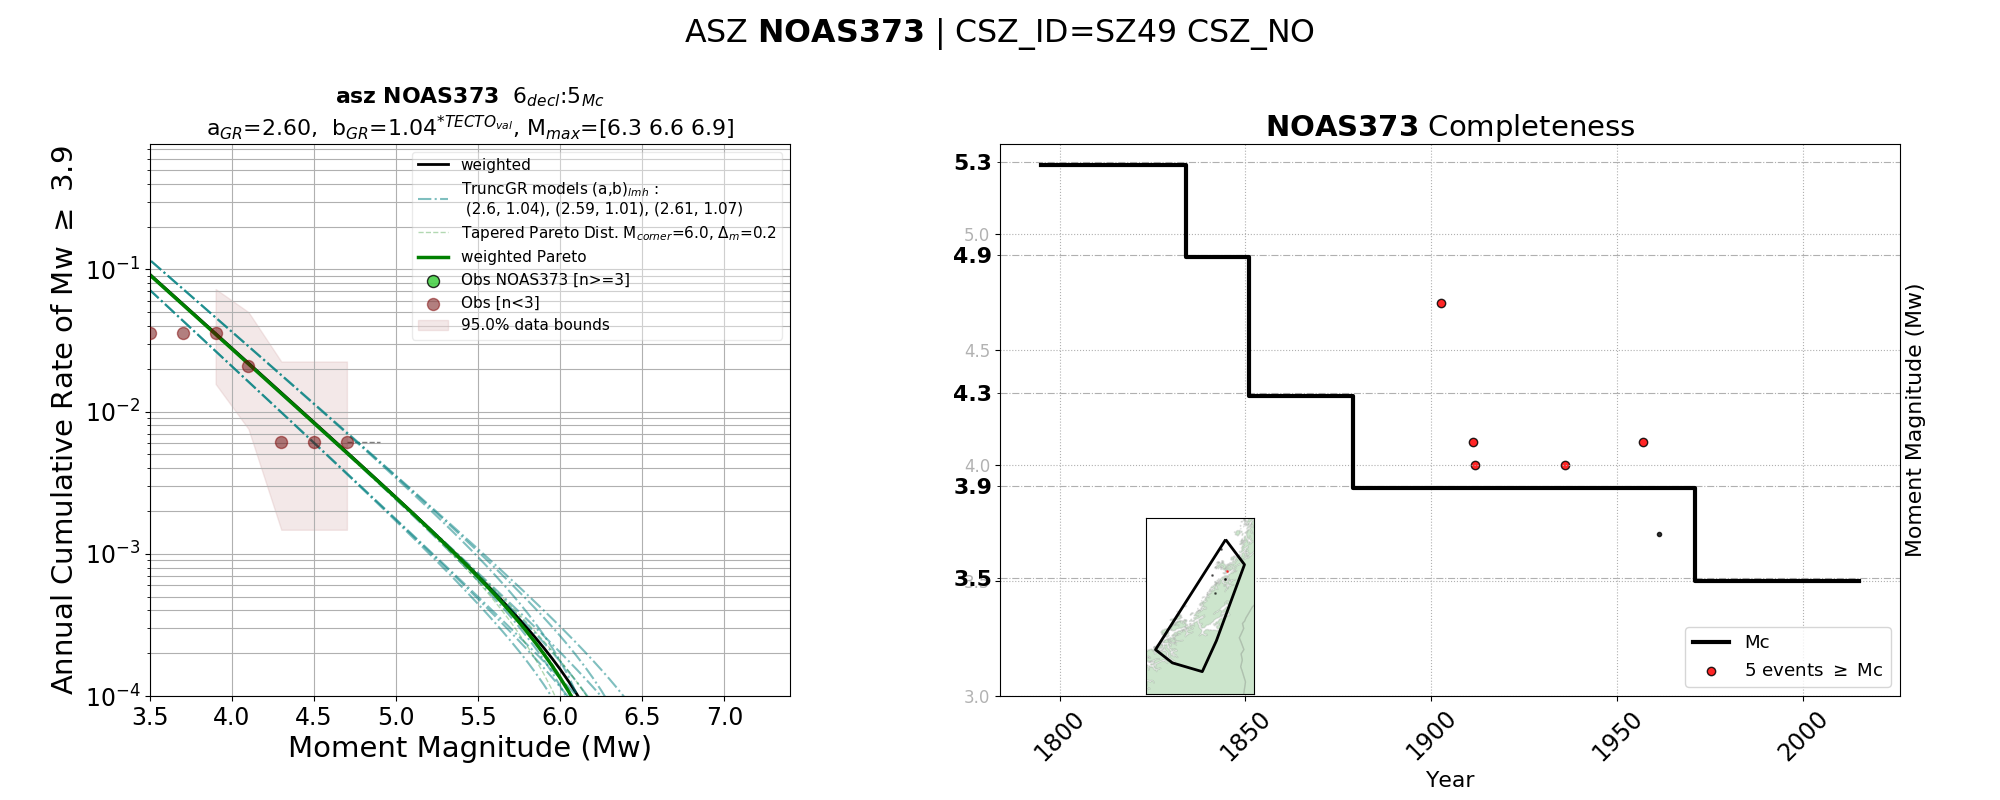 ASZ NOAS373 | CSZ_ID=SZ49 CSZ_NO
asz NOAS373 6decl:5Mc
aGR=2.60, bGR=1.04*TECTOval, Mmax=[6.3 6.6 6.9]
Annual Cumulative Rate of Mw ≥ 3.9
10−1
10−2
10−3
10−4
weighted
TruncGR models (a,b)lmh :
(2.6, 1.04), (2.59, 1.01), (2.61, 1.07)
Tapered Pareto Dist. Mcorner=6.0, Δm=0.2
weighted Pareto
Obs NOAS373 [n>=3]
Obs [n<3]
95.0% data bounds
3.5 4.0 4.5 5.0 5.5 6.0 6.5 7.0
Moment Magnitude (Mw)
NOAS373 Completeness
5.3
5.0
4.9
4.5
4.3
4.0
3.9
3.5
3.0
Mc
5 events ≥ Mc
1800 1850 1900 1950 2000
Year
Moment Magnitude (Mw)